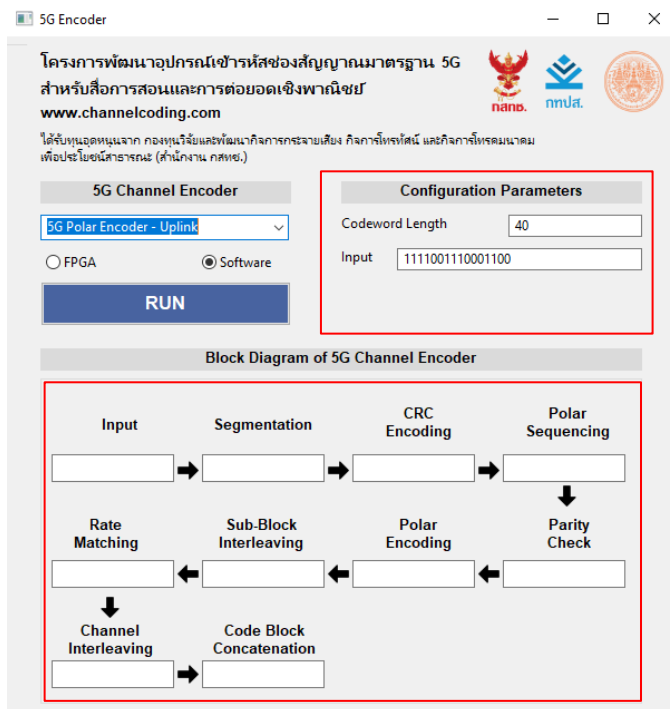 5G Encoder
โครงการพัฒนาอุปกรณ์เข้ารหัสช่องสัญญาณมาตรฐาน 5G
สำหรับสื่อการสอนและการต่อยอดเชิงพาณิชย์
www.channelcoding.com
กสทช.
กทปส.
ได้รับทุนอุดหนุนจาก กองทุนวิจัยและพัฒนากิจการกระจายเสียง กิจการโทรทัศน์ และกิจการโทรคมนาคม
เพื่อประโยชน์สาธารณะ (สำนักงาน กสทช.)
5G Channel Encoder
5G Polar Encoder - Uplink
FPGA
Software
RUN
Configuration Parameters
Codeword Length
40
Input
1111001110001100
Block Diagram of 5G Channel Encoder
Input
Segmentation
CRC
Encoding
Polar
Sequencing
Rate
Matching
Sub-Block
Interleaving
Polar
Encoding
Parity
Check
Channel
Interleaving
Code Block
Concatenation